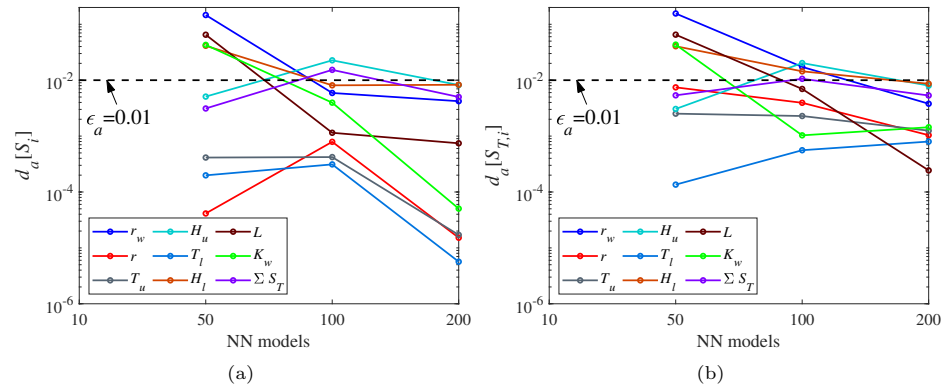 10^-2
10^-4
10^-6
d_a[S_i]
ϵ_a=0.01
r_w H_u L
r T_l K_w
T_u H_l Σ S_T
10 50 100 200
NN models
(a)
10^-2
10^-4
10^-6
d_a[S_{T,i}]
ϵ_a=0.01
r_w H_u L
r T_l K_w
T_u H_l Σ S_T
10 50 100 200
NN models
(b)